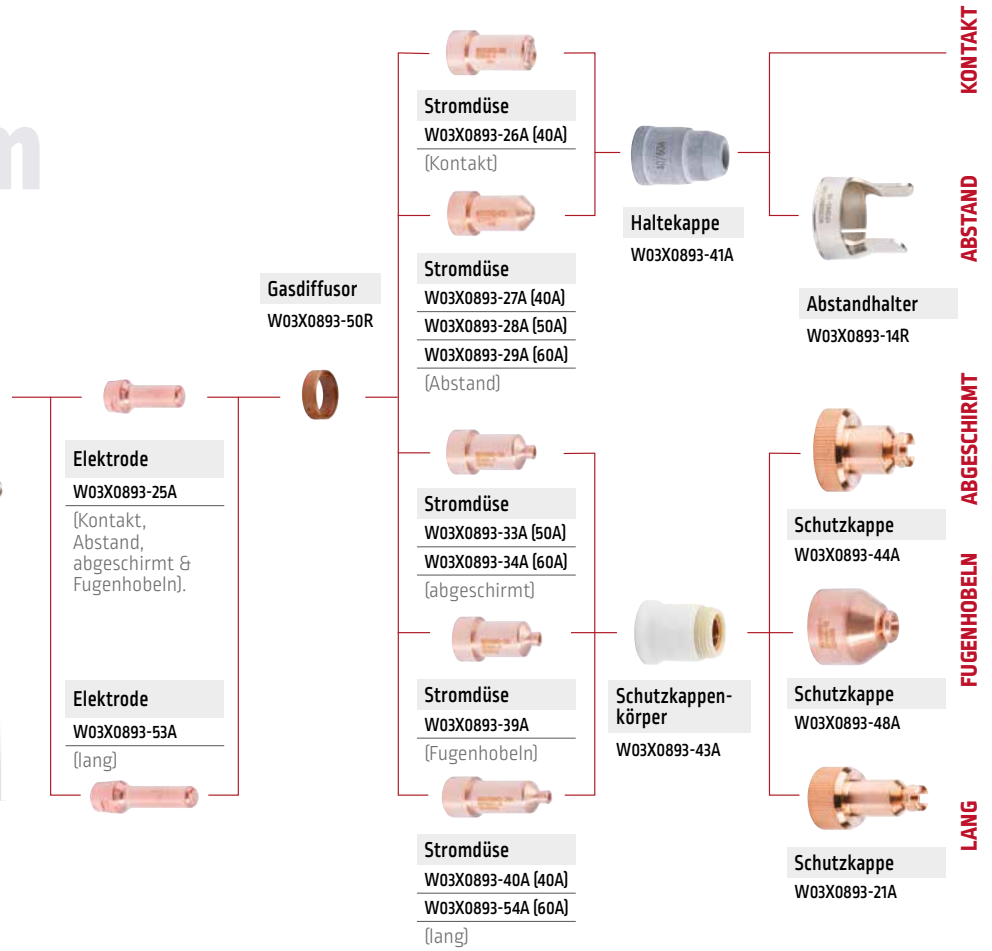 m
Elektrode
W03X0893-25A
(Kontakt,
Abstand,
abgeschirmt &
Fugenhobeln).
Elektrode
W03X0893-53A
(lang)
Gasdiffusor
W03X0893-50R
Stromdüse
W03X0893-26A (40A)
(Kontakt)
Stromdüse
W03X0893-27A (40A)
W03X0893-28A (50A)
W03X0893-29A (60A)
(Abstand)
Stromdüse
W03X0893-33A (50A)
W03X0893-34A (60A)
(abgeschirmt)
Stromdüse
W03X0893-39A
(Fugenhobeln)
Stromdüse
W03X0893-40A (40A)
W03X0893-54A (60A)
(lang)
40/60A
Haltekappe
W03X0893-41A
Schutzkappen-
körper
W03X0893-43A
Abstandhalter
W03X0893-14R
Schutzkappe
W03X0893-44A
Schutzkappe
W03X0893-48A
Schutzkappe
W03X0893-21A
KONTAKT
ABSTAND
ABGESCHIRMT
FUGENHOBELN
LANG